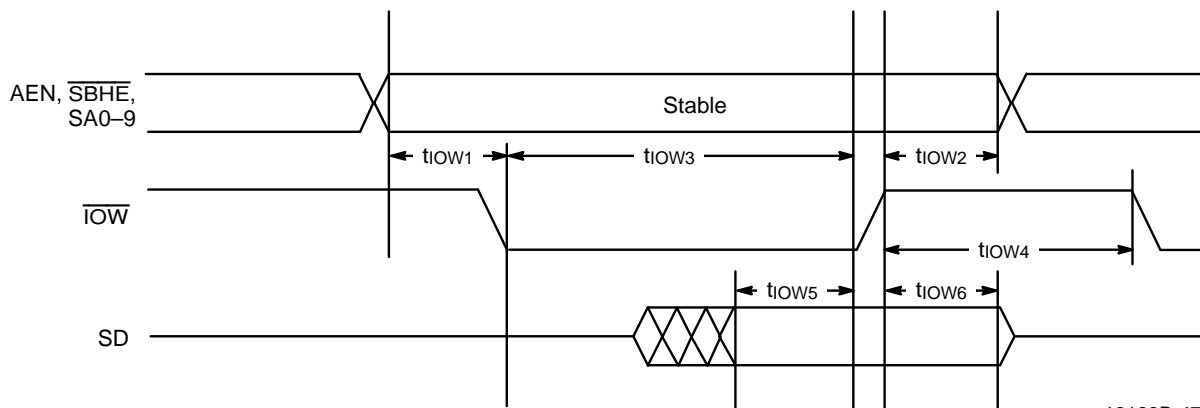 AEN, SBHE,
SA0–9
Stable
tIOW1
tIOW3
tIOW2
IOW
tIOW4
tIOW5
tIOW6
SD